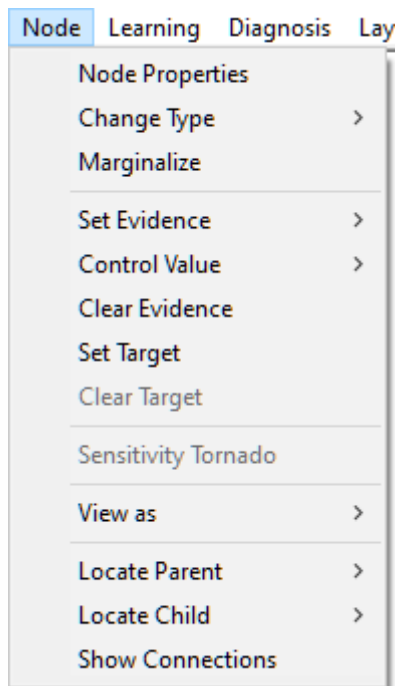 Node Learning Diagnosis Lay
Node Properties
Change Type
Marginalize
Set Evidence
Control Value
Clear Evidence
Set Target
Clear Target
Sensitivity Tornado
View as
Locate Parent
Locate Child
Show Connections